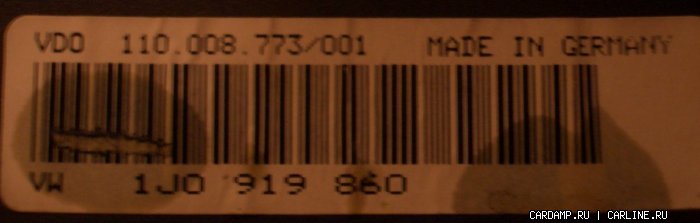 VDO 110.008.773/001 MADE IN GERMANY
VW 1J0 919 860
CARDAMP.RU | CARLINE.RU